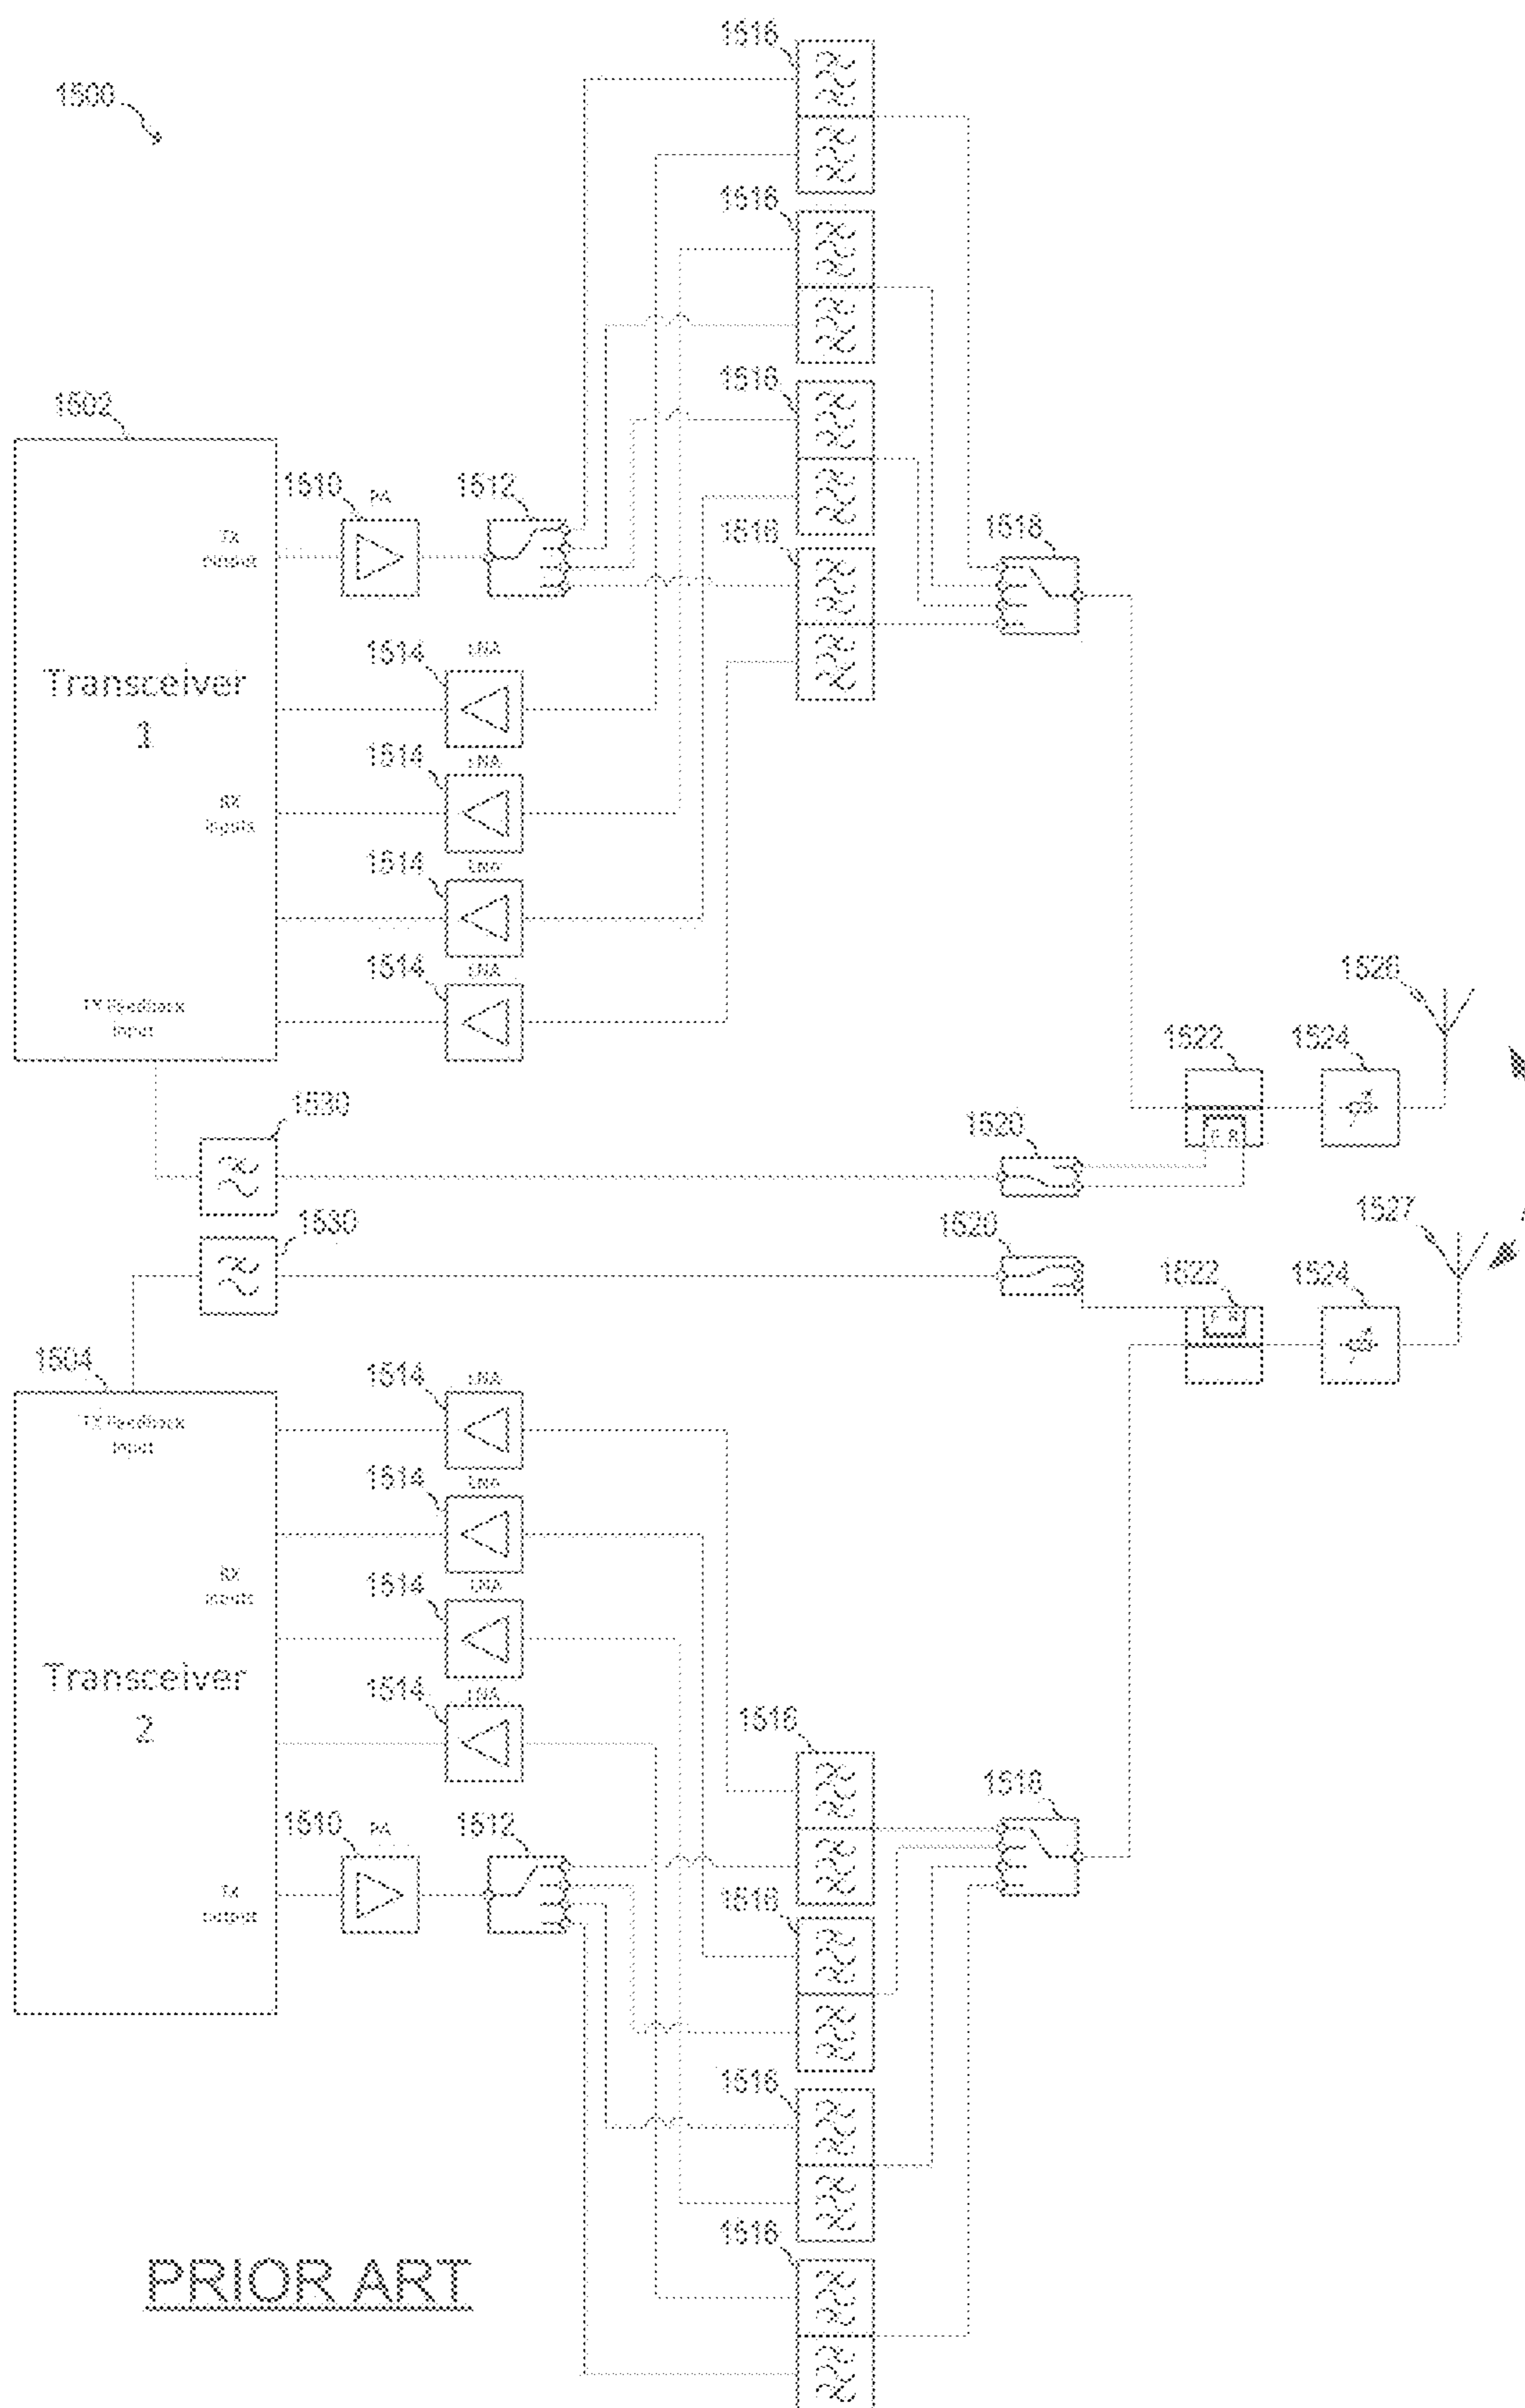 1516
1500
1516
1516
1502
1510
PA
1512
1516
1518
TX
output
1514
LNA
Transceiver
1
1514
LNA
RX
inputs
1514
LNA
1514
LNA
1526
TX Feedback
input
1522
1524
1530
1520
F R
1530
1520
1527
1522
1524
F R
1504
1514
LNA
TX Feedback
input
1514
LNA
RX
inputs
1514
LNA
Transceiver
2
1514
LNA
1516
1518
1510
PA
1512
TX
output
1516
1516
1516
PRIOR ART